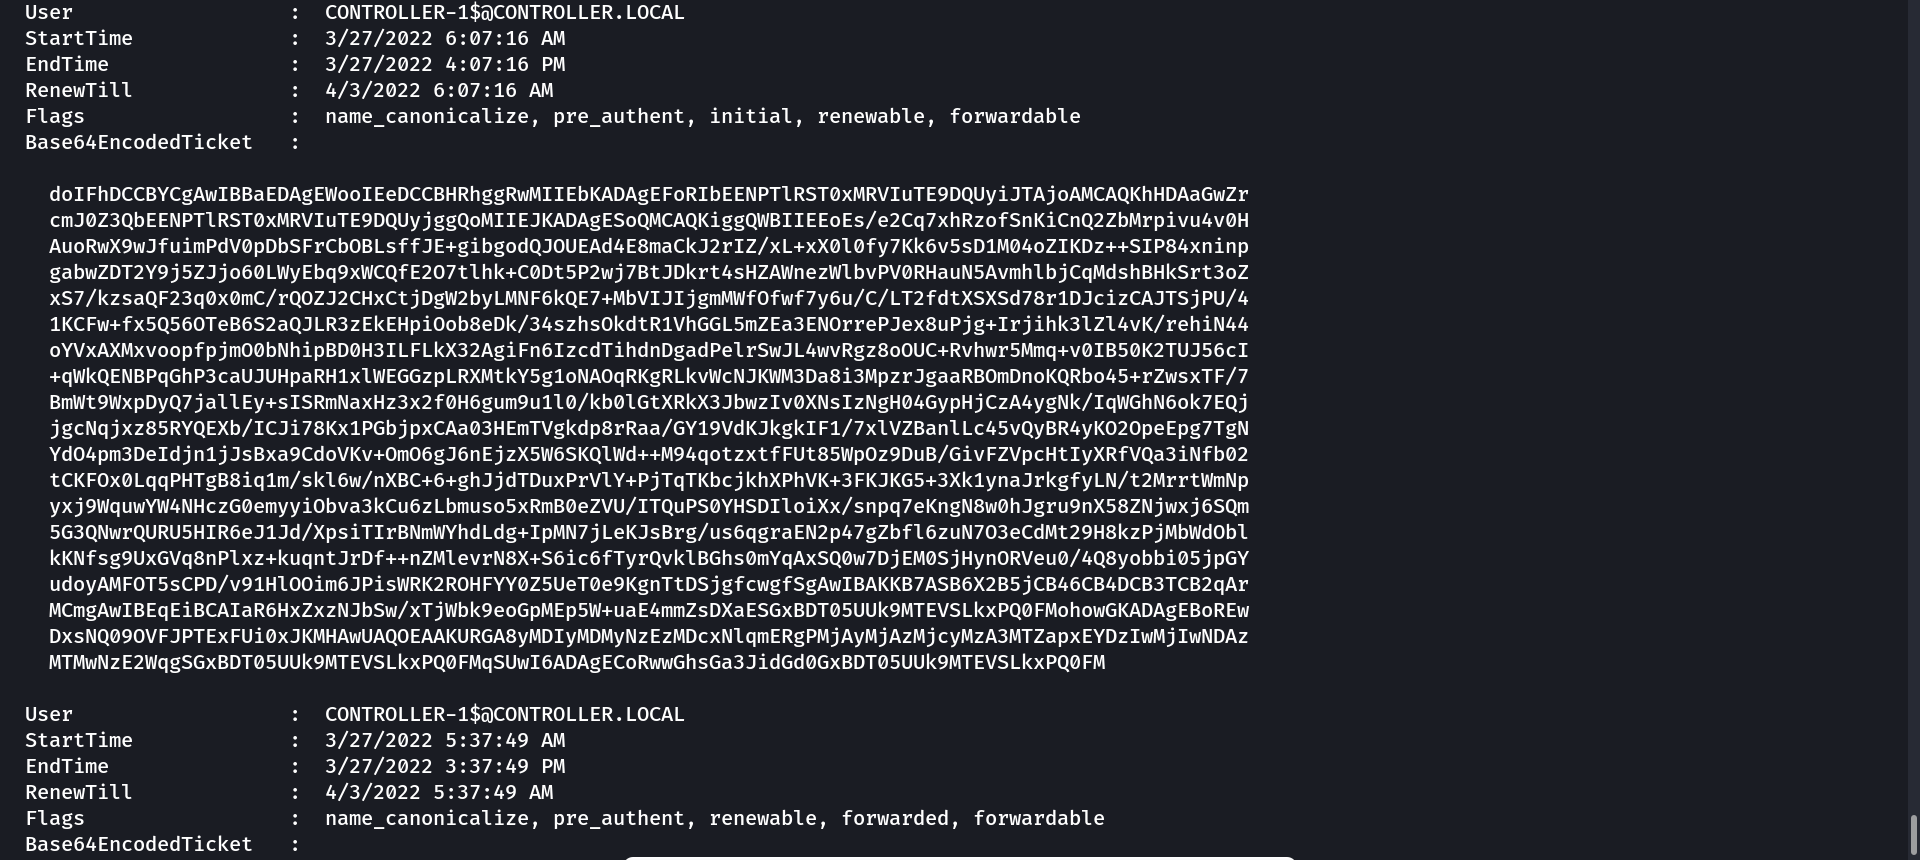 User                  :  CONTROLLER-1$@CONTROLLER.LOCAL
StartTime             :  3/27/2022 6:07:16 AM
EndTime               :  3/27/2022 4:07:16 PM
RenewTill             :  4/3/2022 6:07:16 AM
Flags                 :  name_canonicalize, pre_authent, initial, renewable, forwardable
Base64EncodedTicket   :
doIFhDCCBYCgAwIBBaEDAgEWooIEeDCCBHRhggRwMIIEbKADAgEFoRIbEENPTlRST0xMRVIuTE9DQUyiJTAjoAMCAQKhHDAaGwZr
cmJ0Z3QbEENPTlRST0xMRVIuTE9DQUyjggQoMIIEJKADAgESoQMCAQKiggQWBIIEEoEs/e2Cq7xhRzofSnKiCnQ2ZbMrpivu4v0H
AuoRwX9wJfuimPdV0pDbSFrCbOBLsffJE+gibgodQJOUEAd4E8maCkJ2rIZ/xL+xX0l0fy7Kk6v5sD1M04oZIKDz++SIP84xninp
gabwZDT2Y9j5ZJjo60LWyEbq9xWCQfE2O7tlhk+C0Dt5P2wj7BtJDkrt4sHZAWnezWlbvPV0RHauN5AvmhlbjCqMdshBHkSrt3oZ
xS7/kzsaQF23q0x0mC/rQOZJ2CHxCtjDgW2byLMNF6kQE7+MbVIJIjgmMWfOfwf7y6u/C/LT2fdtXSXSd78r1DJcizCAJTSjPU/4
1KCFw+fx5Q56OTeB6S2aQJLR3zEkEHpiOob8eDk/34szhsOkdtR1VhGGL5mZEa3ENOrrePJex8uPjg+Irjihk3lZl4vK/rehiN44
oYVxAXMxvoopfpjmO0bNhipBD0H3ILFLkX32AgiFn6IzcdTihdnDgadPelrSwJL4wvRgz8oOUC+Rvhwr5Mmq+v0IB50K2TUJ56cI
+qWkQENBPqGhP3caUJUHpaRH1xlWEGGzpLRXMtkY5g1oNAOqRKgRLkvWcNJKWM3Da8i3MpzrJgaaRBOmDnoKQRbo45+rZwsxTF/7
BmWt9WxpDyQ7jallEy+sISRmNaxHz3x2f0H6gum9u1l0/kb0lGtXRkX3JbwzIv0XNsIzNgH04GypHjCzA4ygNk/IqWGhN6ok7EQj
jgcNqjxz85RYQEXb/ICJi78Kx1PGbjpxCAa03HEmTVgkdp8rRaa/GY19VdKJkgkIF1/7xlVZBanlLc45vQyBR4yKO2OpeEpg7TgN
YdO4pm3DeIdjn1jJsBxa9CdoVKv+OmO6gJ6nEjzX5W6SKQlWd++M94qotzxtfFUt85WpOz9DuB/GivFZVpcHtIyXRfVQa3iNfb02
tCKFOx0LqqPHTgB8iq1m/skl6w/nXBC+6+ghJjdTDuxPrVlY+PjTqTKbcjkhXPhVK+3FKJKG5+3Xk1ynaJrkgfyLN/t2MrrtWmNp
yxj9WquwYW4NHczG0emyyiObva3kCu6zLbmuso5xRmB0eZVU/ITQuPS0YHSDIloiXx/snpq7eKngN8w0hJgru9nX58ZNjwxj6SQm
5G3QNwrQURU5HIR6eJ1Jd/XpsiTIrBNmWYhdLdg+IpMN7jLeKJsBrg/us6qgraEN2p47gZbfl6zuN7O3eCdMt29H8kzPjMbWdObl
kKNfsg9UxGVq8nPlxz+kuqntJrDf++nZMlevrN8X+S6ic6fTyrQvklBGhs0mYqAxSQ0w7DjEM0SjHynORVeu0/4Q8yobbi05jpGY
udoyAMFOT5sCPD/v91HlOOim6JPisWRK2ROHFYY0Z5UeT0e9KgnTtDSjgfcwgfSgAwIBAKKB7ASB6X2B5jCB46CB4DCB3TCB2qAr
MCmgAwIBEqEiBCAIaR6HxZxzNJbSw/xTjWbk9eoGpMEp5W+uaE4mmZsDXaESGxBDT05UUk9MTEVSLkxPQ0FMohowGKADAgEBoREw
DxsNQ09OVFJPTExFUi0xJKMHAwUAQOEAAKURGA8yMDIyMDMyNzEzMDcxNlqmERgPMjAyMjAzMjcyMzA3MTZapxEYDzIwMjIwNDAz
MTMwNzE2WqgSGxBDT05UUk9MTEVSLkxPQ0FMqSUwI6ADAgECoRwwGhsGa3JidGd0GxBDT05UUk9MTEVSLkxPQ0FM
User                  :  CONTROLLER-1$@CONTROLLER.LOCAL
StartTime             :  3/27/2022 5:37:49 AM
EndTime               :  3/27/2022 3:37:49 PM
RenewTill             :  4/3/2022 5:37:49 AM
Flags                 :  name_canonicalize, pre_authent, renewable, forwarded, forwardable
Base64EncodedTicket   :